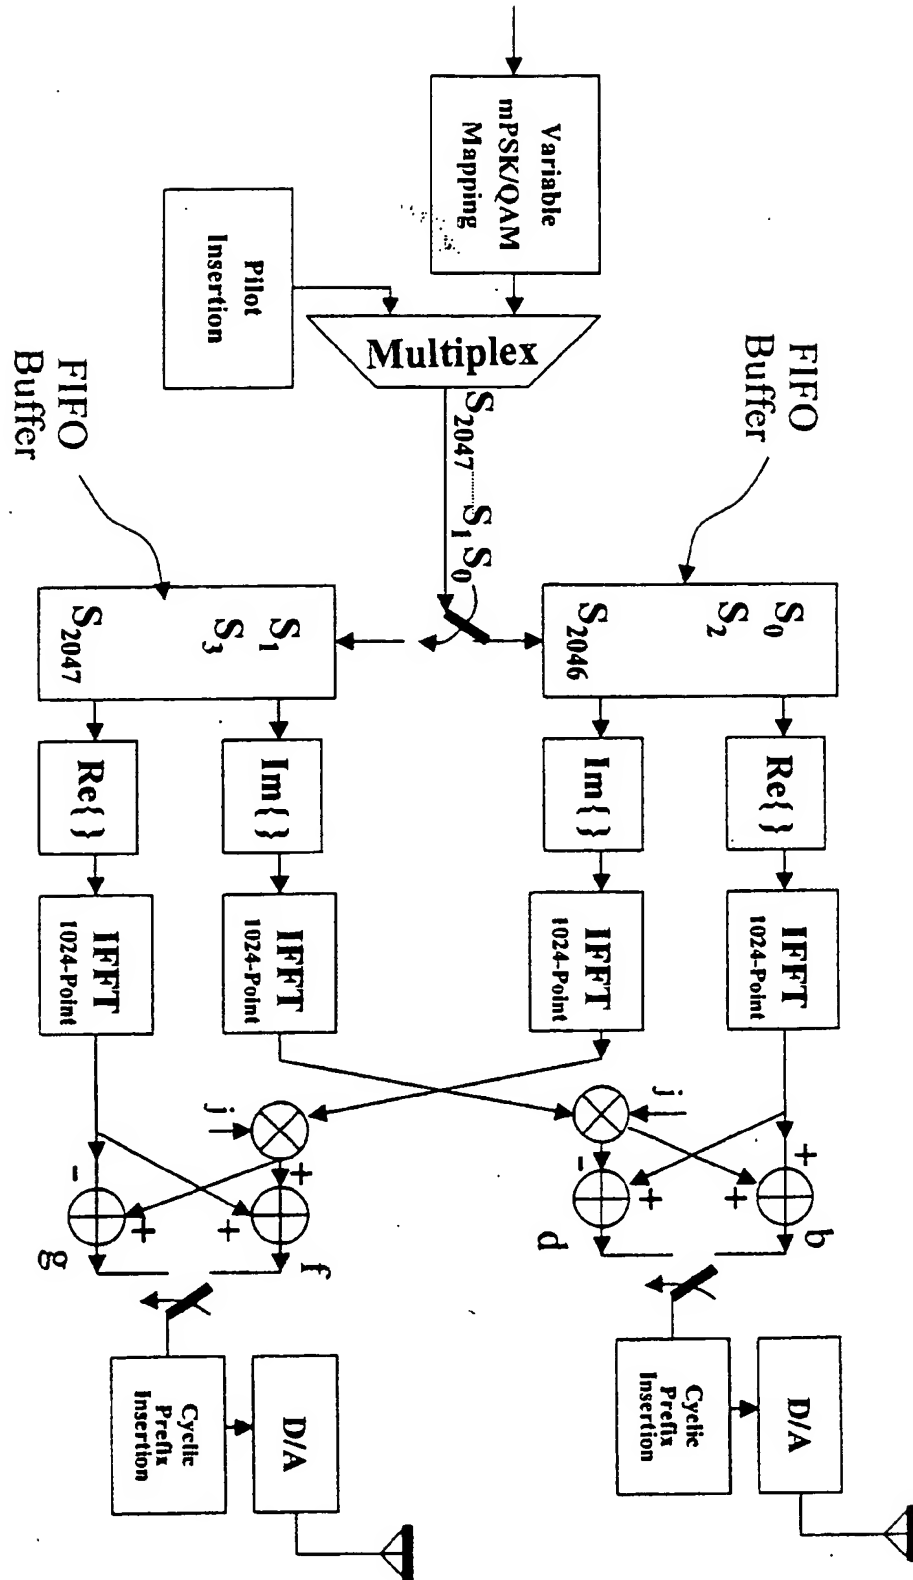 Variable
mPSK/QAM
Mapping
Pilot
Insertion
Multiplex
S2047 S1 S0
FIFO
Buffer
FIFO
Buffer
S0
S2
S2046
S1
S3
S2047
Re{ }
Im{ }
Im{ }
Re{ }
IFFT
1024-Point
IFFT
1024-Point
IFFT
1024-Point
IFFT
1024-Point
j
j
+
+
+
-
b
d
+
+
+
-
f
g
Cyclic
Prefix
Insertion
D/A
Cyclic
Prefix
Insertion
D/A